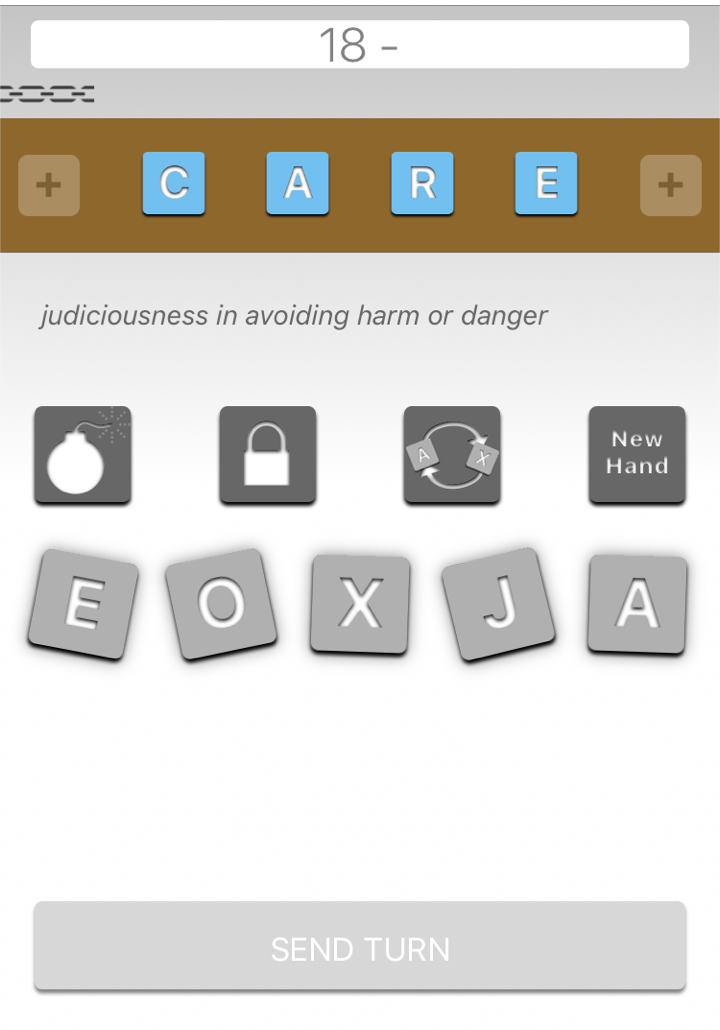 18 -
+ C A R E +
judiciousness in avoiding harm or danger
A X
New
Hand
E O X J A
SEND TURN